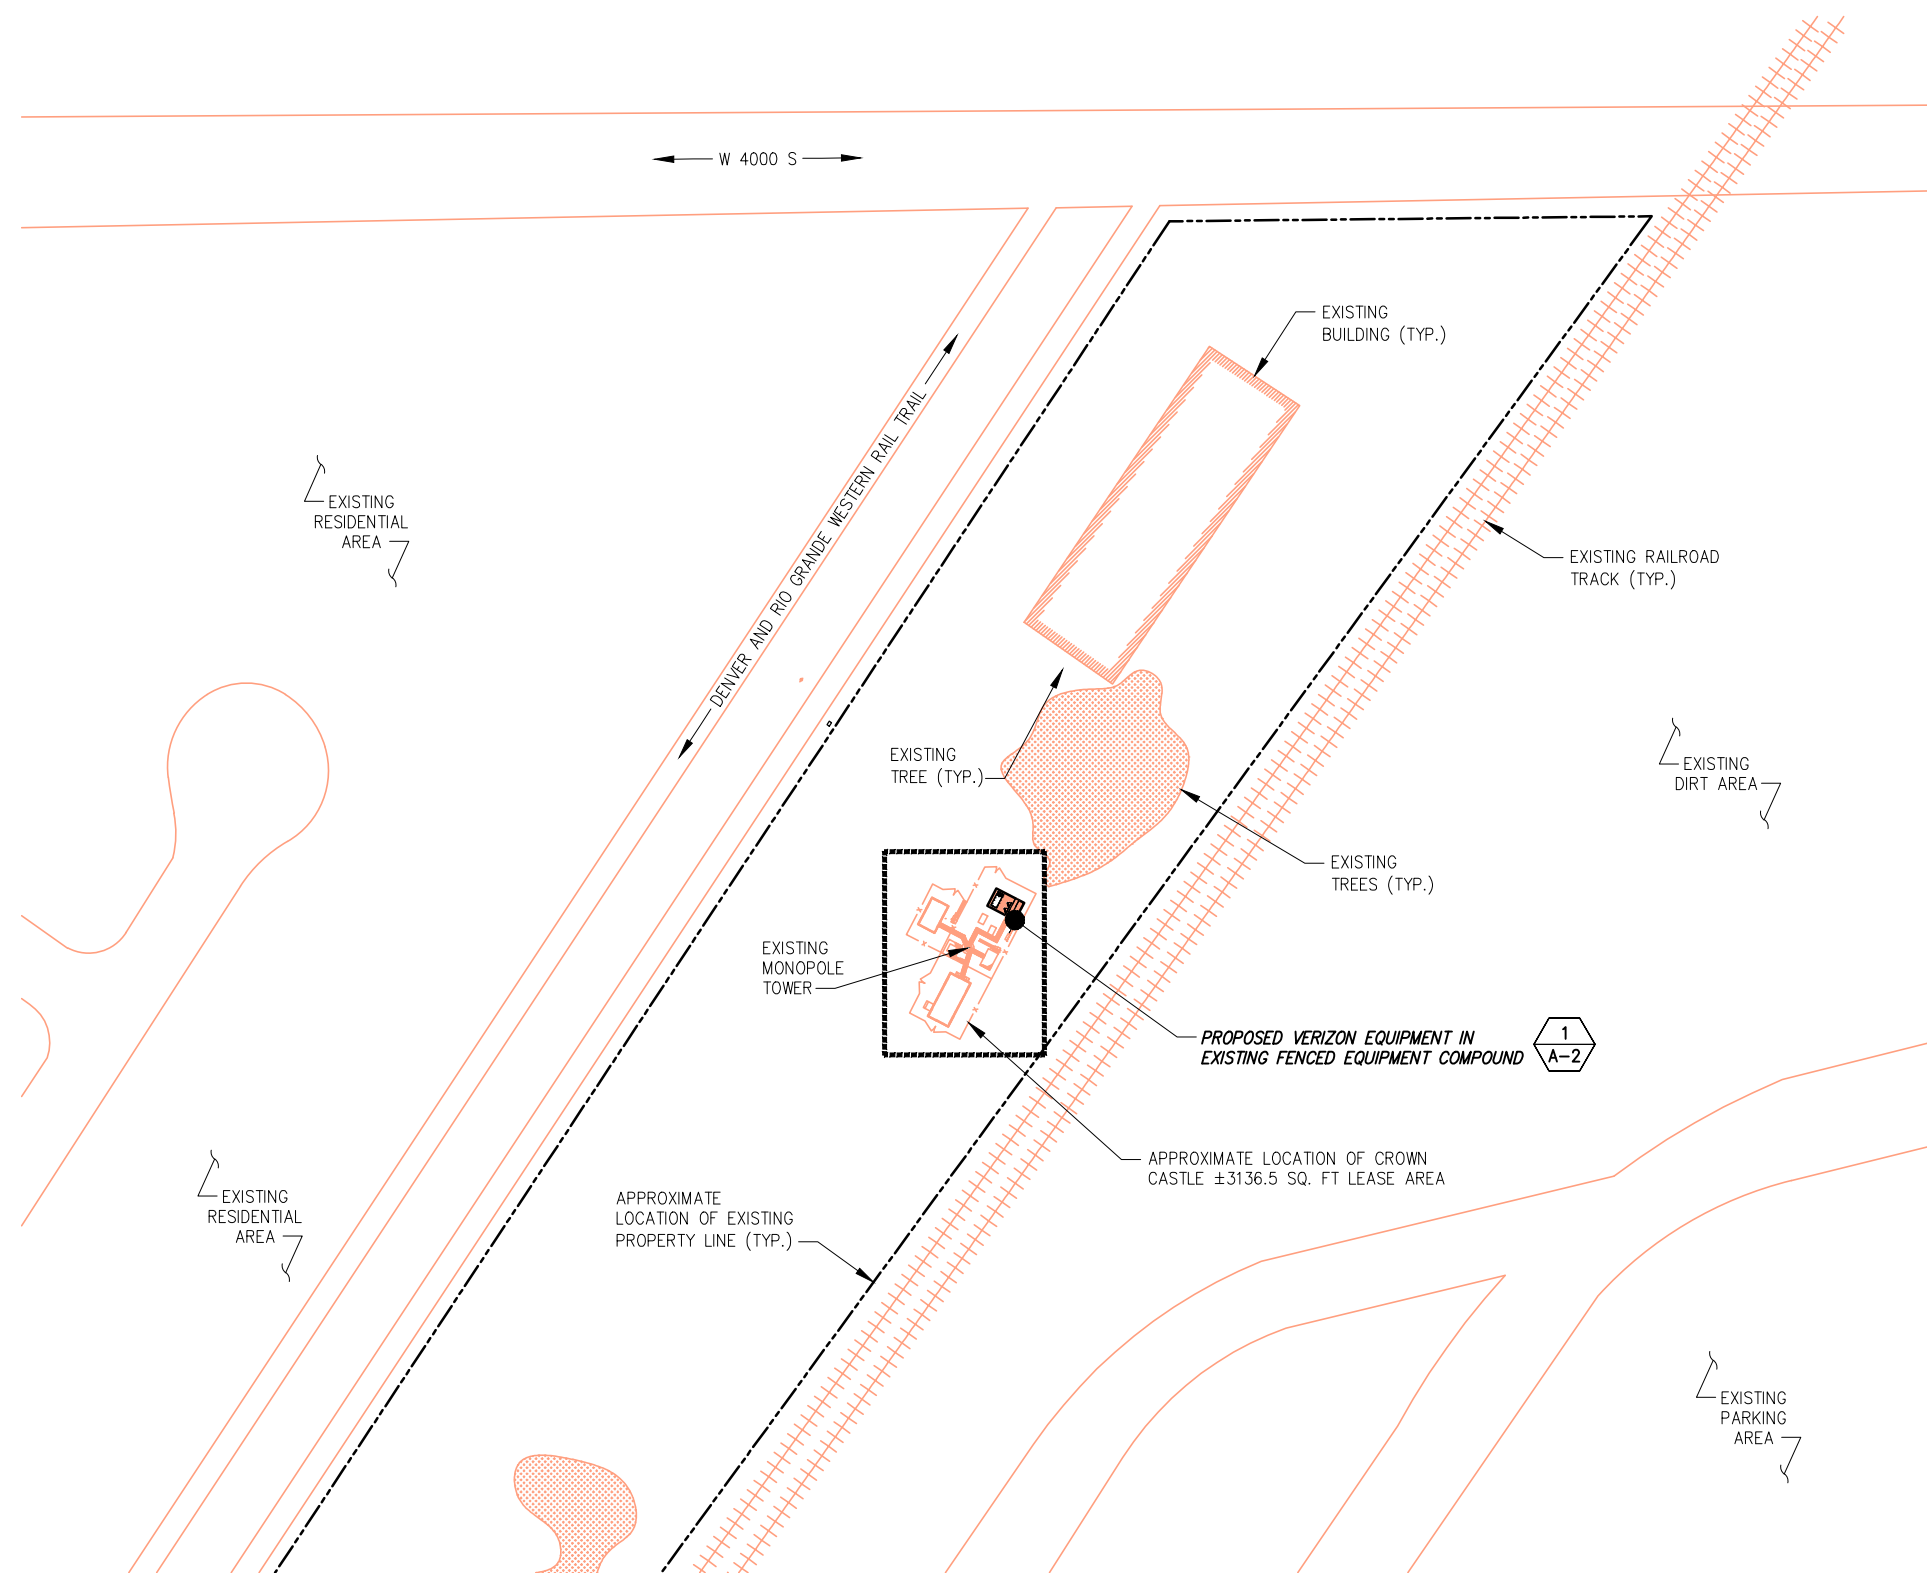 W 4000 S
EXISTING
BUILDING (TYP.)
DENVER AND RIO GRANDE WESTERN RAIL TRAIL
EXISTING
RESIDENTIAL
AREA
EXISTING RAILROAD
TRACK (TYP.)
EXISTING
TREE (TYP.)
EXISTING
DIRT AREA
EXISTING
TREES (TYP.)
EXISTING
MONOPOLE
TOWER
PROPOSED VERIZON EQUIPMENT IN
EXISTING FENCED EQUIPMENT COMPOUND
1
A-2
APPROXIMATE LOCATION OF CROWN
CASTLE ±3136.5 SQ. FT LEASE AREA
EXISTING
RESIDENTIAL
AREA
APPROXIMATE
LOCATION OF EXISTING
PROPERTY LINE (TYP.)
EXISTING
PARKING
AREA